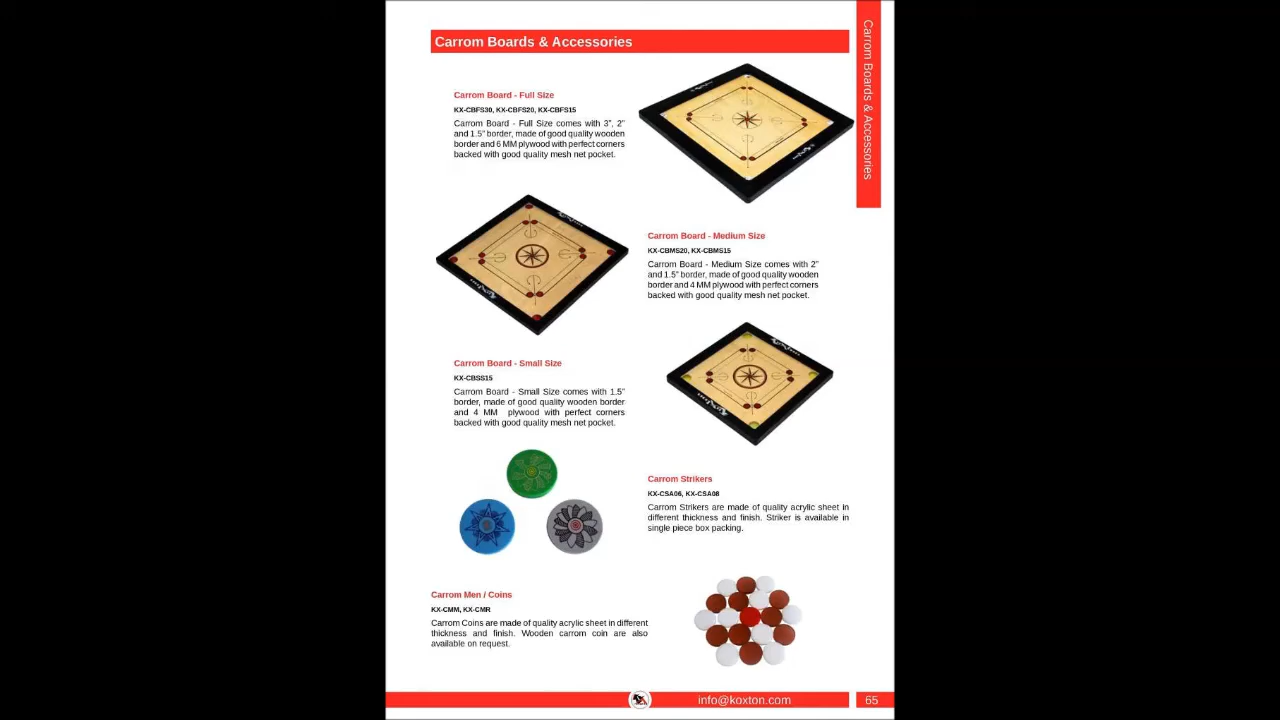 Carrom Boards & Accessories
Carrom Boards & Accessories
Carrom Board - Full Size
KX-CBFS30, KX-CBFS20, KX-CBFS15
Carrom Board - Full Size comes with 3", 2"
and 1.5" border, made of good quality wooden
border and 6 MM plywood with perfect corners
backed with good quality mesh net pocket.
Carrom Board - Medium Size
KX-CBMS20, KX-CBMS15
Carrom Board - Medium Size comes with 2"
and 1.5" border, made of good quality wooden
border and 4 MM plywood with perfect corners
backed with good quality mesh net pocket.
Carrom Board - Small Size
KX-CBSS15
Carrom Board - Small Size comes with 1.5"
border, made of good quality wooden border
and 4 MM plywood with perfect corners
backed with good quality mesh net pocket.
Carrom Strikers
KX-CSA06, KX-CSA08
Carrom Strikers are made of quality acrylic sheet in
different thickness and finish. Striker is available in
single piece box packing.
Carrom Men / Coins
KX-CMM, KX-CMR
Carrom Coins are made of quality acrylic sheet in different
thickness and finish. Wooden carrom coin are also
available on request.
info@koxton.com
65